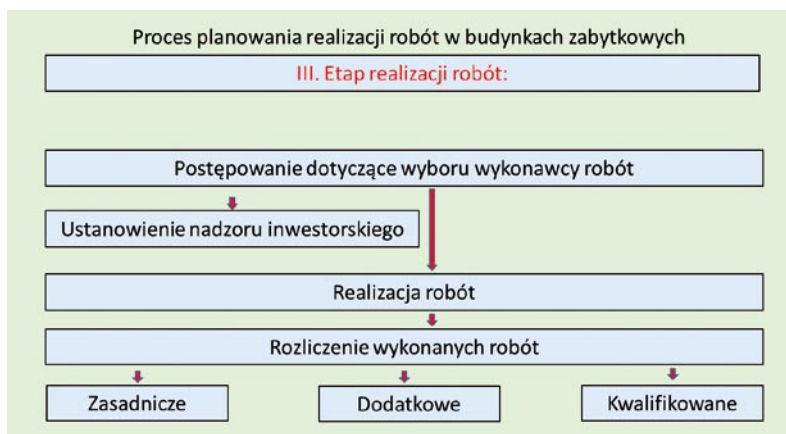 Proces planowania realizacji robót w budynkach zabytkowych
III. Etap realizacji robót:
Postępowanie dotyczące wyboru wykonawcy robót
Ustanowienie nadzoru inwestorskiego
Realizacja robót
Rozliczenie wykonanych robót
Zasadnicze
Dodatkowe
Kwalifikowane